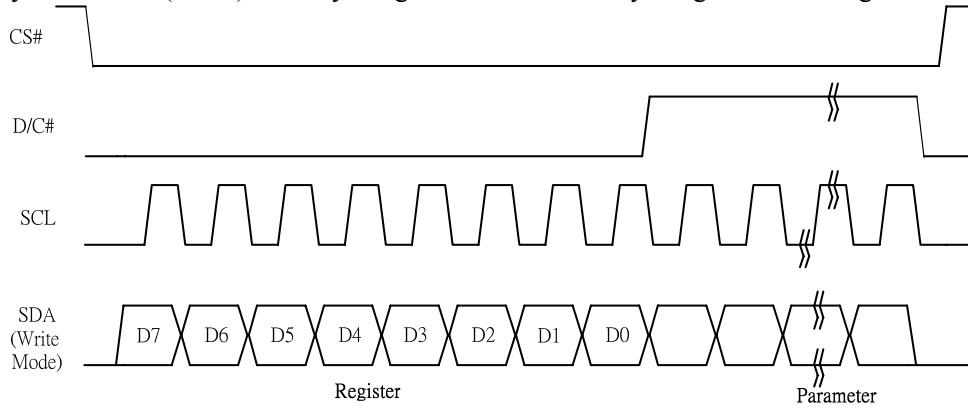 CS#
D/C#
SCL
SDA
(Write
Mode)
D7 D6 D5 D4 D3 D2 D1 D0
Register Parameter